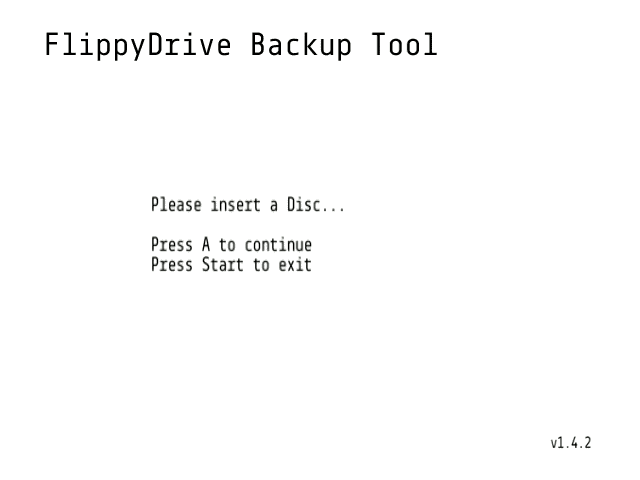 FlippyDrive Backup Tool
Please insert a Disc...
Press A to continue
Press Start to exit
v1.4.2